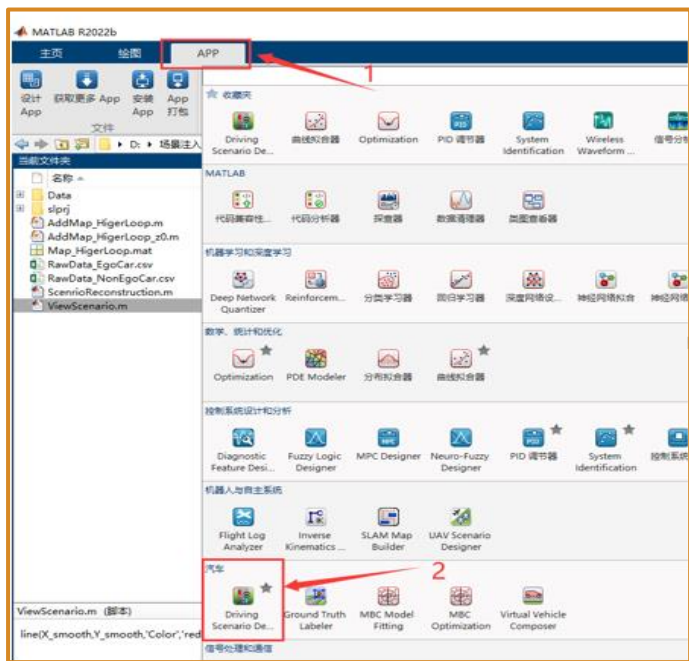 MATLAB R2022b
主页 绘图 APP
1
设计 App 获取更多 App 安装 App App 打包
文件
D: 场景注入
当前文件夹
名称
Data
slprj
AddMap_HigerLoop.m
AddMap_HigerLoop_z0.m
Map_HigerLoop.mat
RawData_EgoCar.csv
RawData_NonEgoCar.csv
ScenrioReconstruction.m
ViewScenario.m
ViewScenario.m (脚本)
line(X_smooth,Y_smooth,'Color','red
收藏夹
Driving Scenario De... 曲线拟合器 Optimization PID 调节器 System Identification Wireless Waveform ... 信号分析
MATLAB
代码兼容性... 代码分析器 探查器 数据清理器 类图查看器
机器学习和深度学习
Deep Network Quantizer Reinforcem... 分类学习器 回归学习器 深度网络设... 神经网络拟合 神经网络
数学、统计和优化
Optimization PDE Modeler 分布拟合器 曲线拟合器
控制系统设计和分析
Diagnostic Feature Desi... Fuzzy Logic Designer MPC Designer Neuro-Fuzzy Designer PID 调节器 System Identification 控制系统
机器人与自主系统
Flight Log Analyzer Inverse Kinematics ... SLAM Map Builder UAV Scenario Designer
汽车
2
Driving Scenario De... Ground Truth Labeler MBC Model Fitting MBC Optimization Virtual Vehicle Composer
信号处理和通信